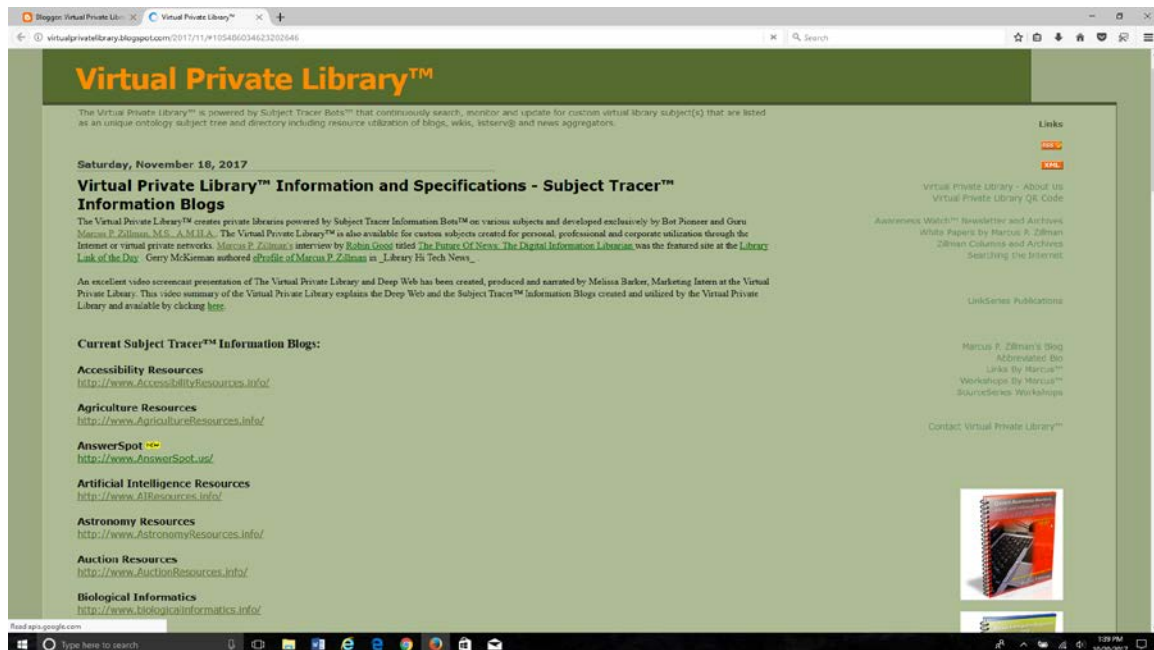 Blogger: Virtual Private Libr
Virtual Private Library™
virtualprivatelibrary.blogspot.com/2017/11/#105486034623202646
Search
Virtual Private Library™
The Virtual Private Library™ is powered by Subject Tracer Bots™ that continuously search, monitor and update for custom virtual library subject(s) that are listed
as an unique ontology subject tree and directory including resource utilization of blogs, wikis, listserv® and news aggregators.
Saturday, November 18, 2017
Virtual Private Library™ Information and Specifications - Subject Tracer™
Information Blogs
The Virtual Private Library™ creates private libraries powered by Subject Tracer Information Bots™ on various subjects and developed exclusively by Bot Pioneer and Guru
Marcus P. Zillman, M.S., A.M.H.A.. The Virtual Private Library™ is also available for custom subjects created for personal, professional and corporate utilization through the
Internet or virtual private networks. Marcus P. Zillman's interview by Robin Good titled The Future Of News: The Digital Information Librarian was the featured site at the Library
Link of the Day. Gerry McKiernan authored eProfile of Marcus P. Zillman in _Library Hi Tech News_
An excellent video screencast presentation of The Virtual Private Library and Deep Web has been created, produced and narrated by Melissa Barker, Marketing Intern at the Virtual
Private Library. This video summary of the Virtual Private Library explains the Deep Web and the Subject Tracer™ Information Blogs created and utilized by the Virtual Private
Library and available by clicking here.
Current Subject Tracer™ Information Blogs:
Accessibility Resources
http://www.AccessibilityResources.info/
Agriculture Resources
http://www.AgricultureResources.info/
AnswerSpot NEW
http://www.AnswerSpot.us/
Artificial Intelligence Resources
http://www.AIResources.info/
Astronomy Resources
http://www.AstronomyResources.info/
Auction Resources
http://www.AuctionResources.info/
Biological Informatics
http://www.biologicalinformatics.info/
Links
XML
Virtual Private Library - About Us
Virtual Private Library QR Code
Awareness Watch™ Newsletter and Archives
White Papers by Marcus P. Zillman
Zillman Columns and Archives
Searching the Internet
LinkSeries Publications
Marcus P. Zillman's Blog
Abbreviated Bio
Links By Marcus™
Workshops By Marcus™
SourceSeries Workshops
Contact Virtual Private Library™
Read apis.google.com
Type here to search
1:39 PM